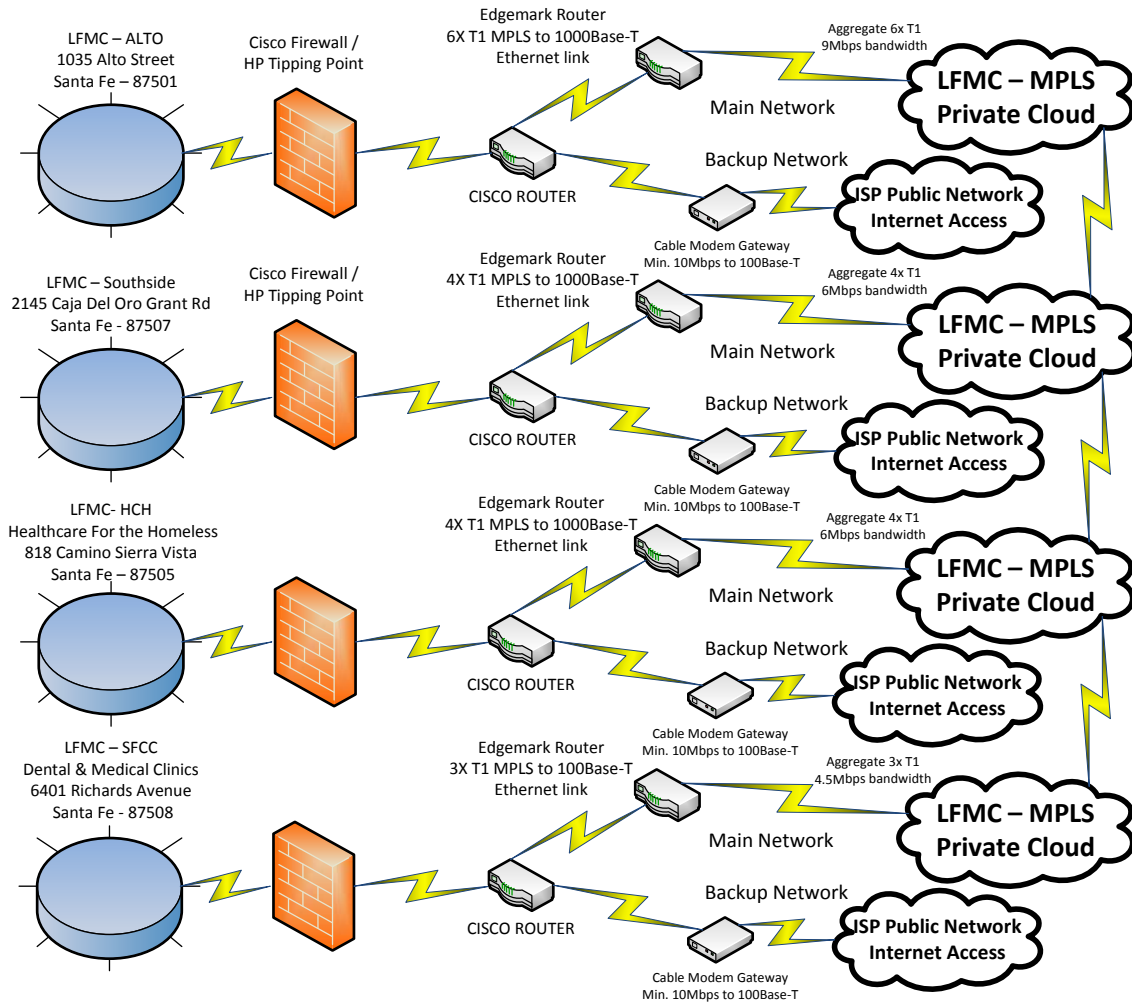 LFMC – ALTO
1035 Alto Street
Santa Fe – 87501
Cisco Firewall /
HP Tipping Point
Edgemark Router
6X T1 MPLS to 1000Base-T
Ethernet link
CISCO ROUTER
Main Network
Aggregate 6x T1
9Mbps bandwidth
LFMC – MPLS
Private Cloud
Backup Network
Cable Modem Gateway
Min. 10Mbps to 100Base-T
ISP Public Network
Internet Access
LFMC – Southside
2145 Caja Del Oro Grant Rd
Santa Fe - 87507
Cisco Firewall /
HP Tipping Point
Edgemark Router
4X T1 MPLS to 1000Base-T
Ethernet link
CISCO ROUTER
Main Network
Aggregate 4x T1
6Mbps bandwidth
LFMC – MPLS
Private Cloud
Backup Network
Cable Modem Gateway
Min. 10Mbps to 100Base-T
ISP Public Network
Internet Access
LFMC- HCH
Healthcare For the Homeless
818 Camino Sierra Vista
Santa Fe – 87505
Edgemark Router
4X T1 MPLS to 1000Base-T
Ethernet link
CISCO ROUTER
Main Network
Aggregate 4x T1
6Mbps bandwidth
LFMC – MPLS
Private Cloud
Backup Network
Cable Modem Gateway
Min. 10Mbps to 100Base-T
ISP Public Network
Internet Access
LFMC – SFCC
Dental & Medical Clinics
6401 Richards Avenue
Santa Fe - 87508
Edgemark Router
3X T1 MPLS to 100Base-T
Ethernet link
CISCO ROUTER
Main Network
Aggregate 3x T1
4.5Mbps bandwidth
LFMC – MPLS
Private Cloud
Backup Network
Cable Modem Gateway
Min. 10Mbps to 100Base-T
ISP Public Network
Internet Access